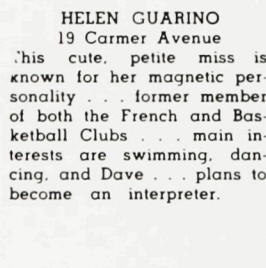 HELEN GUARINO
19 Carmer Avenue
This cute, petite miss is
known for her magnetic per-
sonality . . . former member
of both the French and Bas-
ketball Clubs . . . main in-
terests are swimming, dan-
cing, and Dave . . . plans to
become an interpreter.